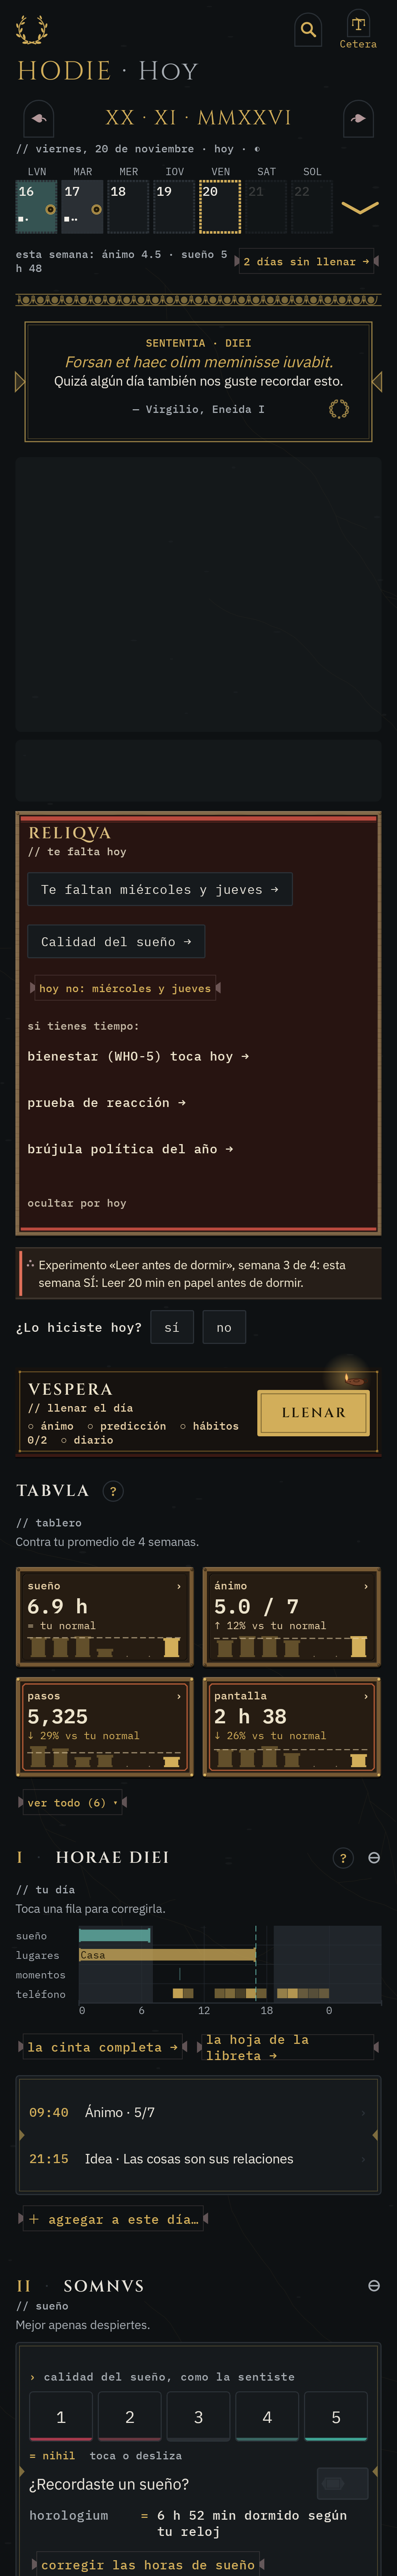 Cetera
HODIE · Hoy
XX · XI · MMXXVI
// viernes, 20 de noviembre · hoy ·
LVN MAR MER IOV VEN SAT SOL
16 17 18 19 20 21 22
esta semana: ánimo 4.5 · sueño 5
h 48
2 días sin llenar →
SENTENTIA · DIEI
Forsan et haec olim meminisse iuvabit.
Quizá algún día también nos guste recordar esto.
— Virgilio, Eneida I
RELIQVA
// te falta hoy
Te faltan miércoles y jueves →
Calidad del sueño →
hoy no: miércoles y jueves
si tienes tiempo:
bienestar (WHO-5) toca hoy →
prueba de reacción →
brújula política del año →
ocultar por hoy
∴ Experimento «Leer antes de dormir», semana 3 de 4: esta
semana SÍ: Leer 20 min en papel antes de dormir.
¿Lo hiciste hoy? sí no
VESPERA
// llenar el día
○ ánimo ○ predicción ○ hábitos
0/2 ○ diario
LLENAR
TABVLA ?
// tablero
Contra tu promedio de 4 semanas.
sueño ›
6.9 h
= tu normal
ánimo ›
5.0 / 7
↑ 12% vs tu normal
pasos ›
5,325
↓ 29% vs tu normal
pantalla ›
2 h 38
↓ 26% vs tu normal
ver todo (6) ▾
I · HORAE DIEI ?
// tu día
Toca una fila para corregirla.
sueño
lugares Casa
momentos
teléfono
0 6 12 18 0
la cinta completa →
la hoja de la
libreta →
09:40 Ánimo · 5/7 ›
21:15 Idea · Las cosas son sus relaciones ›
+ agregar a este día…
II · SOMNVS
// sueño
Mejor apenas despiertes.
› calidad del sueño, como la sentiste
1 2 3 4 5
= nihil toca o desliza
¿Recordaste un sueño?
horologium = 6 h 52 min dormido según
tu reloj
corregir las horas de sueño